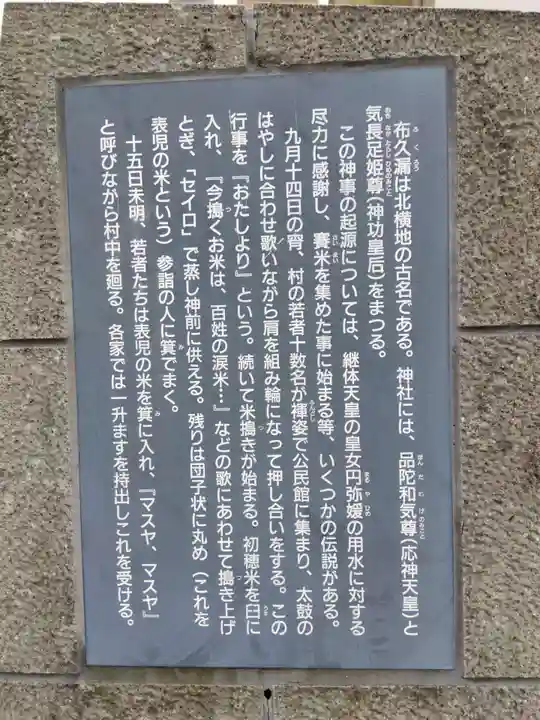 布久漏は北横地の古名である。神社には、品陀和気尊(応神天皇)と
気長足姫尊(神功皇后)をまつる。
この神事の起源については、継体天皇の皇女円弥媛の用水に対する
尽力に感謝し、賽米を集めた事に始まる等、いくつかの伝説がある。
九月十四日の宵、村の若者十数名が褌姿で公民館に集まり、太鼓の
はやしに合わせ歌いながら肩を組み輪になって押し合いをする。この
行事を『おたしより』という。続いて米搗きが始まる。初穂米を臼に
入れ、『今搗くお米は、百姓の涙米…』などの歌にあわせて搗き上げ
とぎ、「セイロ」で蒸し神前に供える。残りは団子状に丸め(これを
表児の米という)参詣の人に箕でまく。
十五日未明、若者たちは表児の米を箕に入れ、『マスヤ、マスヤ』
と呼びながら村中を廻る。各家では一升ますを持出しこれを受ける。